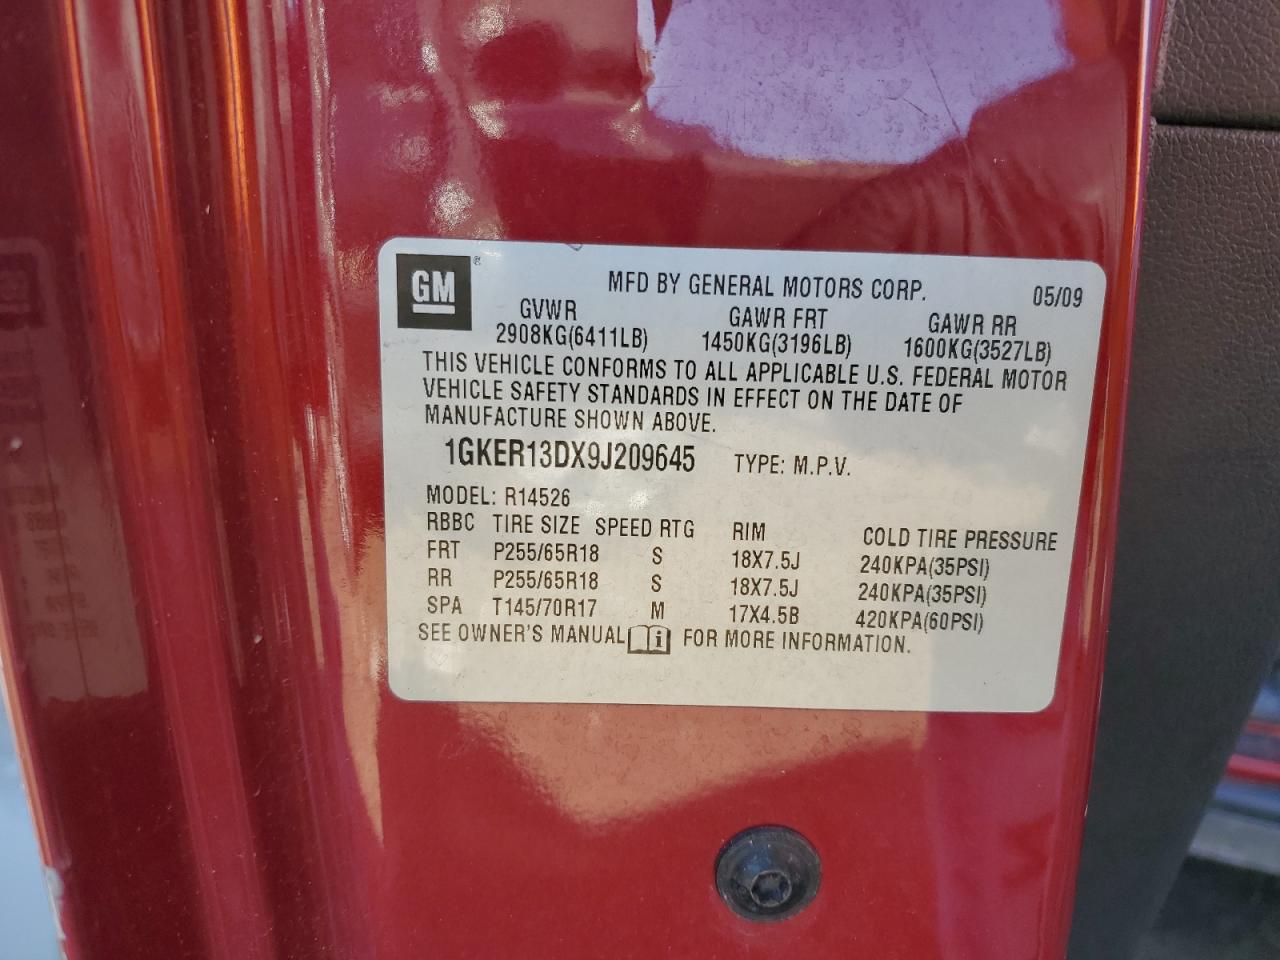 GM® MFD BY GENERAL MOTORS CORP. 05/09
GVWR GAWR FRT GAWR RR
2908KG(6411LB) 1450KG(3196LB) 1600KG(3527LB)
THIS VEHICLE CONFORMS TO ALL APPLICABLE U.S. FEDERAL MOTOR
VEHICLE SAFETY STANDARDS IN EFFECT ON THE DATE OF
MANUFACTURE SHOWN ABOVE.
1GKER13DX9J209645 TYPE: M.P.V.
MODEL: R14526
RBBC TIRE SIZE SPEED RTG RIM COLD TIRE PRESSURE
FRT P255/65R18 S 18X7.5J 240KPA(35PSI)
RR P255/65R18 S 18X7.5J 240KPA(35PSI)
SPA T145/70R17 M 17X4.5B 420KPA(60PSI)
SEE OWNER'S MANUAL FOR MORE INFORMATION.